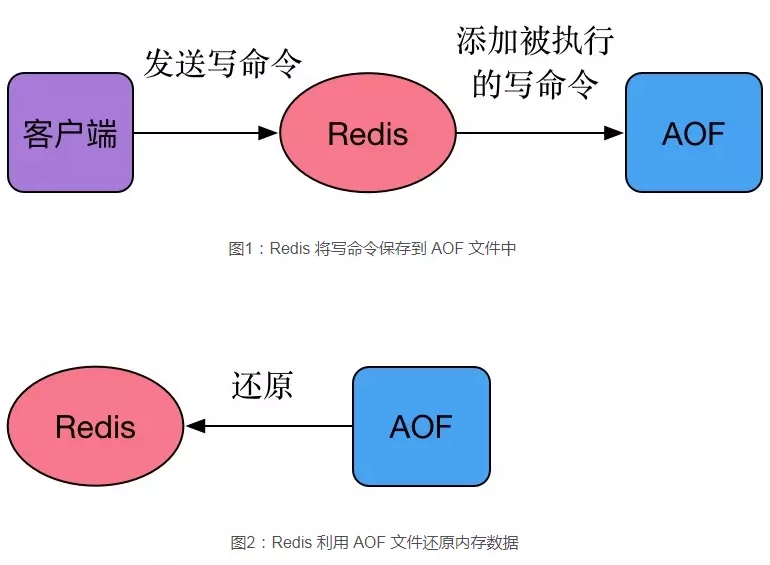 发送写命令
添加被执行
的写命令
客户端
Redis
AOF
图1：Redis 将写命令保存到 AOF 文件中
还原
Redis
AOF
图2：Redis 利用 AOF 文件还原内存数据